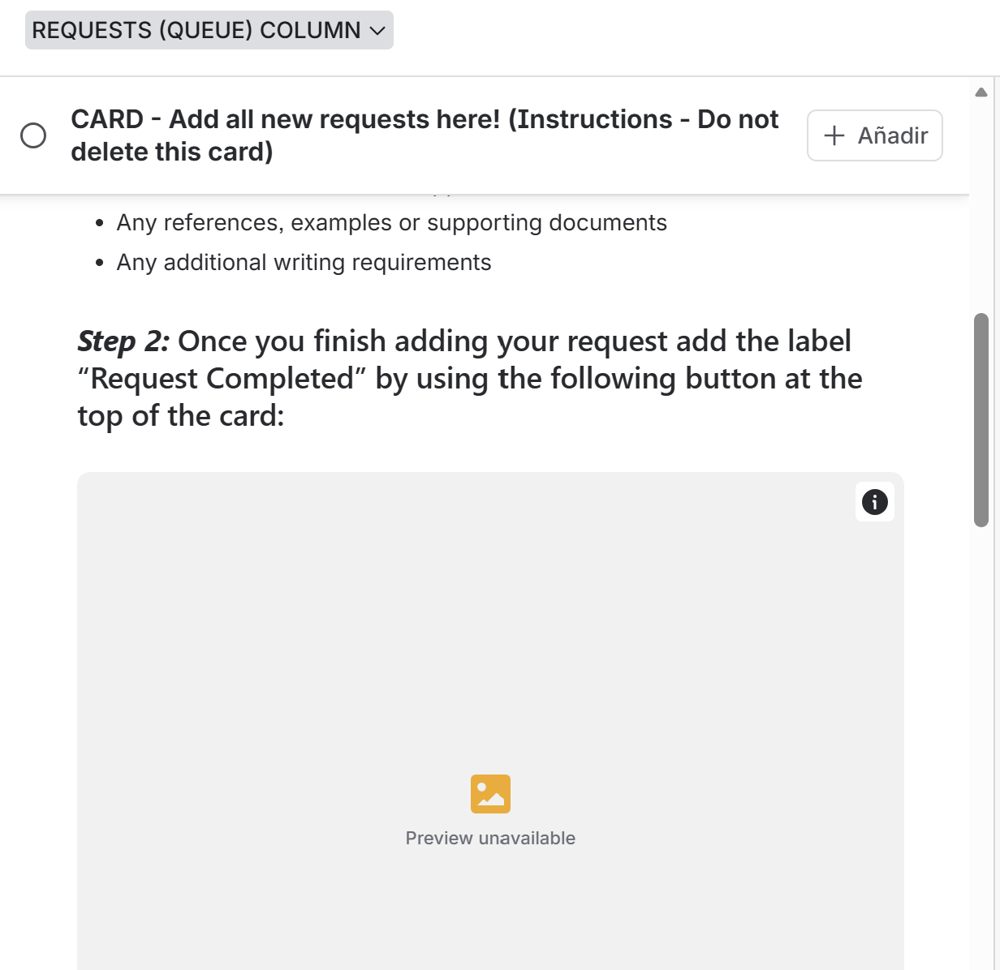 REQUESTS (QUEUE) COLUMN
CARD - Add all new requests here! (Instructions - Do not
delete this card)
Añadir
• Any references, examples or supporting documents
• Any additional writing requirements
Step 2: Once you finish adding your request add the label
“Request Completed” by using the following button at the
top of the card:
Preview unavailable